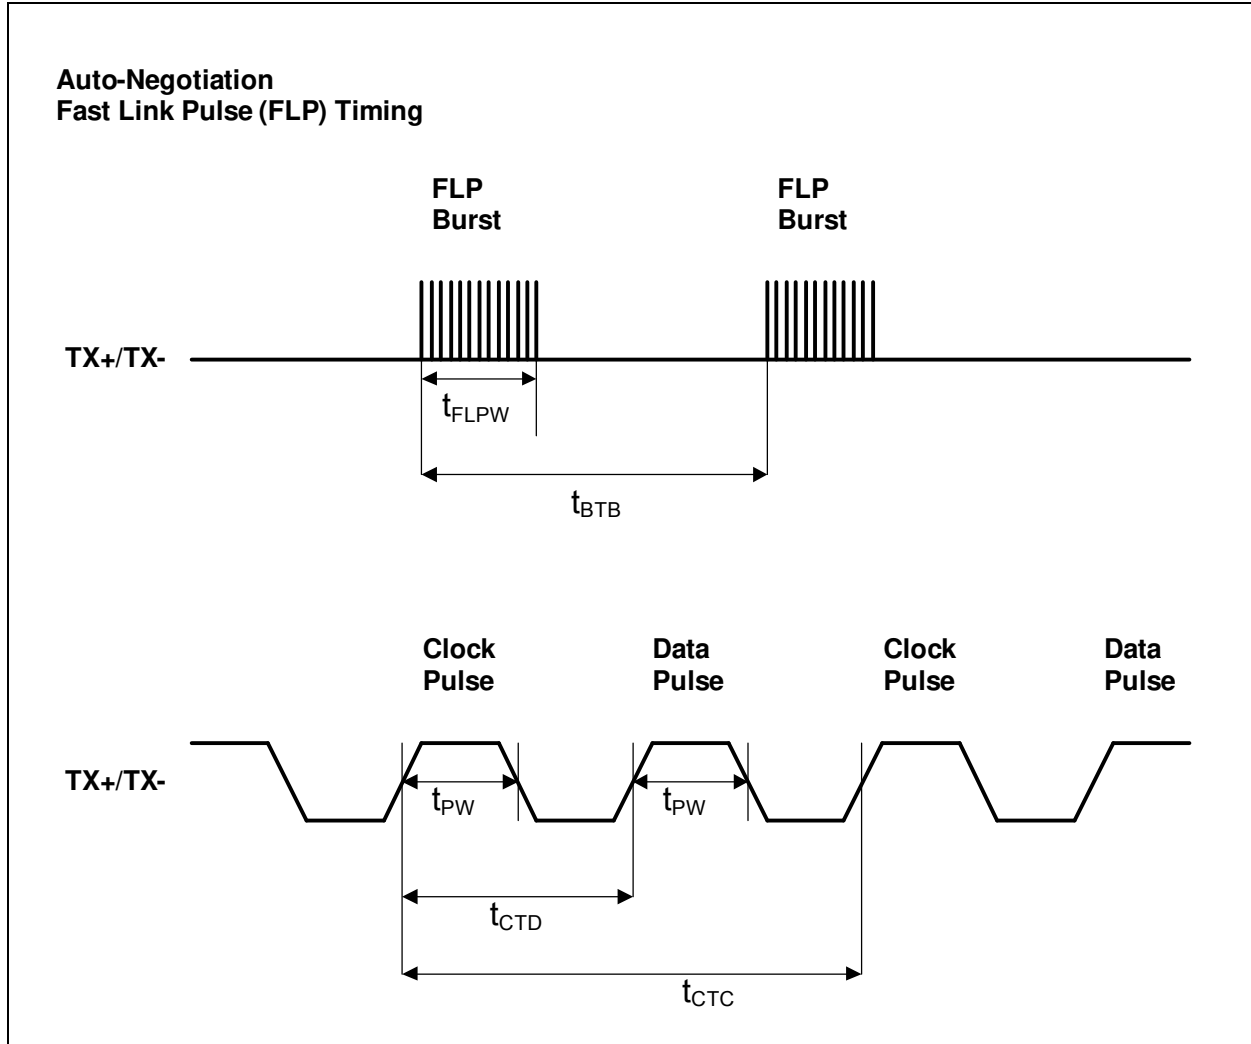 Auto-Negotiation
Fast Link Pulse (FLP) Timing
FLP
Burst
FLP
Burst
TX+/TX-
tFLPW
tBTB
Clock
Pulse
Data
Pulse
Clock
Pulse
Data
Pulse
TX+/TX-
tPW
tPW
tCTD
tCTC